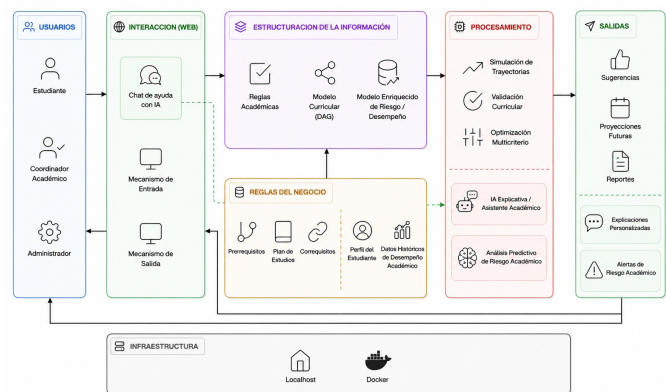 USUARIOS
Estudiante
Coordinador
Académico
Administrador
INTERACCION (WEB)
Chat de ayuda
con IA
Mecanismo de
Entrada
Mecanismo de
Salida
ESTRUCTURACION DE LA INFORMACIÓN
Reglas
Académicas
Modelo
Curricular
(DAG)
Modelo Enriquecido
de Riesgo /
Desempeño
REGLAS DEL NEGOCIO
Prerrequisitos
Plan de
Estudios
Correquisitos
Perfil del
Estudiante
Datos Históricos
de Desempeño
Académico
PROCESAMIENTO
Simulación de
Trayectorias
Validación
Curricular
Optimización
Multicriterio
IA Explicativa /
Asistente Académico
Análisis Predictivo
de Riesgo Académico
SALIDAS
Sugerencias
Proyecciones
Futuras
Reportes
Explicaciones
Personalizadas
Alertas de
Riesgo Académico
INFRAESTRUCTURA
Localhost
Docker